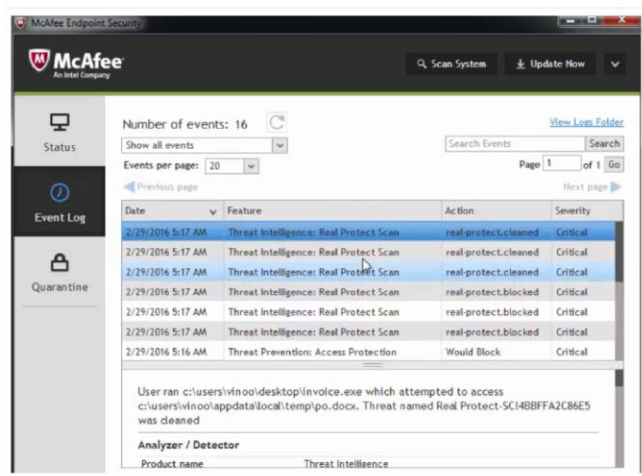 McAfee Endpoint Security
McAfee
An Intel Company
Scan System
Update Now
Status
Event Log
Quarantine
Number of events: 16
View Logs Folder
Show all events
Search Events
Search
Events per page: 20
Page 1 of 1 Go
Previous page
Next page
Date Feature Action Severity
2/29/2016 5:17 AM Threat Intelligence: Real Protect Scan real-protect.cleaned Critical
2/29/2016 5:17 AM Threat Intelligence: Real Protect Scan real-protect.cleaned Critical
2/29/2016 5:17 AM Threat Intelligence: Real Protect Scan real-protect.cleaned Critical
2/29/2016 5:17 AM Threat Intelligence: Real Protect Scan real-protect.blocked Critical
2/29/2016 5:17 AM Threat Intelligence: Real Protect Scan real-protect.blocked Critical
2/29/2016 5:17 AM Threat Intelligence: Real Protect Scan real-protect.blocked Critical
2/29/2016 5:16 AM Threat Prevention: Access Protection Would Block Critical
User ran c:\users\vinoo\desktop\invoice.exe which attempted to access
c:\users\vinoo\appdata\local\temp\po.docx. Threat named Real Protect-SCI4BBFFA2C86E5
was cleaned
Analyzer / Detector
Product name Threat Intelligence